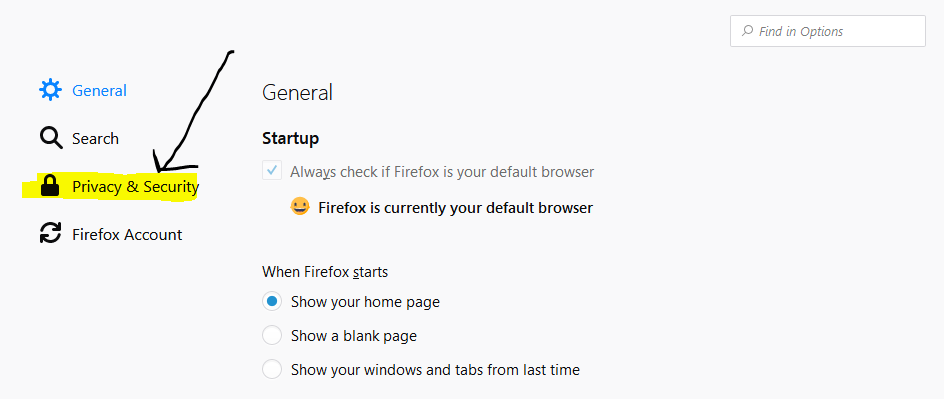 Find in Options
General
General
Search
Startup
Always check if Firefox is your default browser
Privacy & Security
Firefox is currently your default browser
Firefox Account
When Firefox starts
Show your home page
Show a blank page
Show your windows and tabs from last time